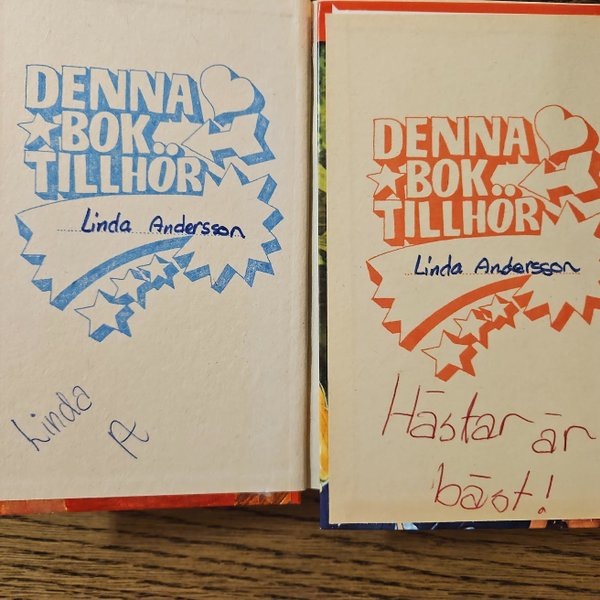 DENNA
BOK
TILLHÖR
Linda Andersson
Linda
A
DENNA
BOK
TILLHÖR
Linda Andersson
Hästar är
bäst!